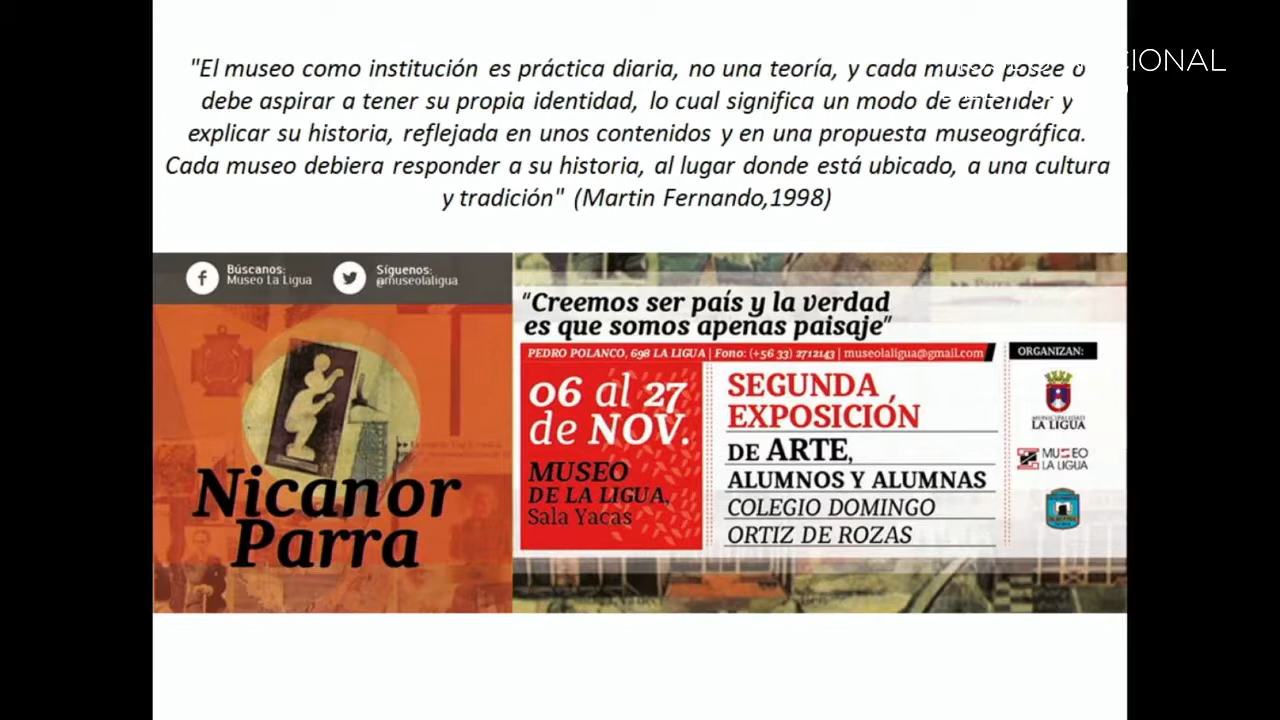 "El museo como institución es práctica diaria, no una teoría, y cada museo posee o
CIONAL
debe aspirar a tener su propia identidad, lo cual significa un modo de entender y
explicar su historia, reflejada en unos contenidos y en una propuesta museográfica.
Cada museo debiera responder a su historia, al lugar donde está ubicado, a una cultura
y tradición" (Martin Fernando,1998)
Búscanos:
Museo La Ligua
Síguenos:
@museolaligua
Nicanor
Parra
"Creemos ser país y la verdad
es que somos apenas paisaje"
PEDRO POLANCO, 698 LA LIGUA | Fono: (+56 33) 2712143 | museolaligua@gmail.com
06 al 27
de NOV.
MUSEO
DE LA LIGUA,
Sala Yacas
SEGUNDA
EXPOSICIÓN
DE ARTE,
ALUMNOS Y ALUMNAS
COLEGIO DOMINGO
ORTIZ DE ROZAS
ORGANIZAN:
MUNICIPALIDAD
LA LIGUA
MUSEO
LA LIGUA